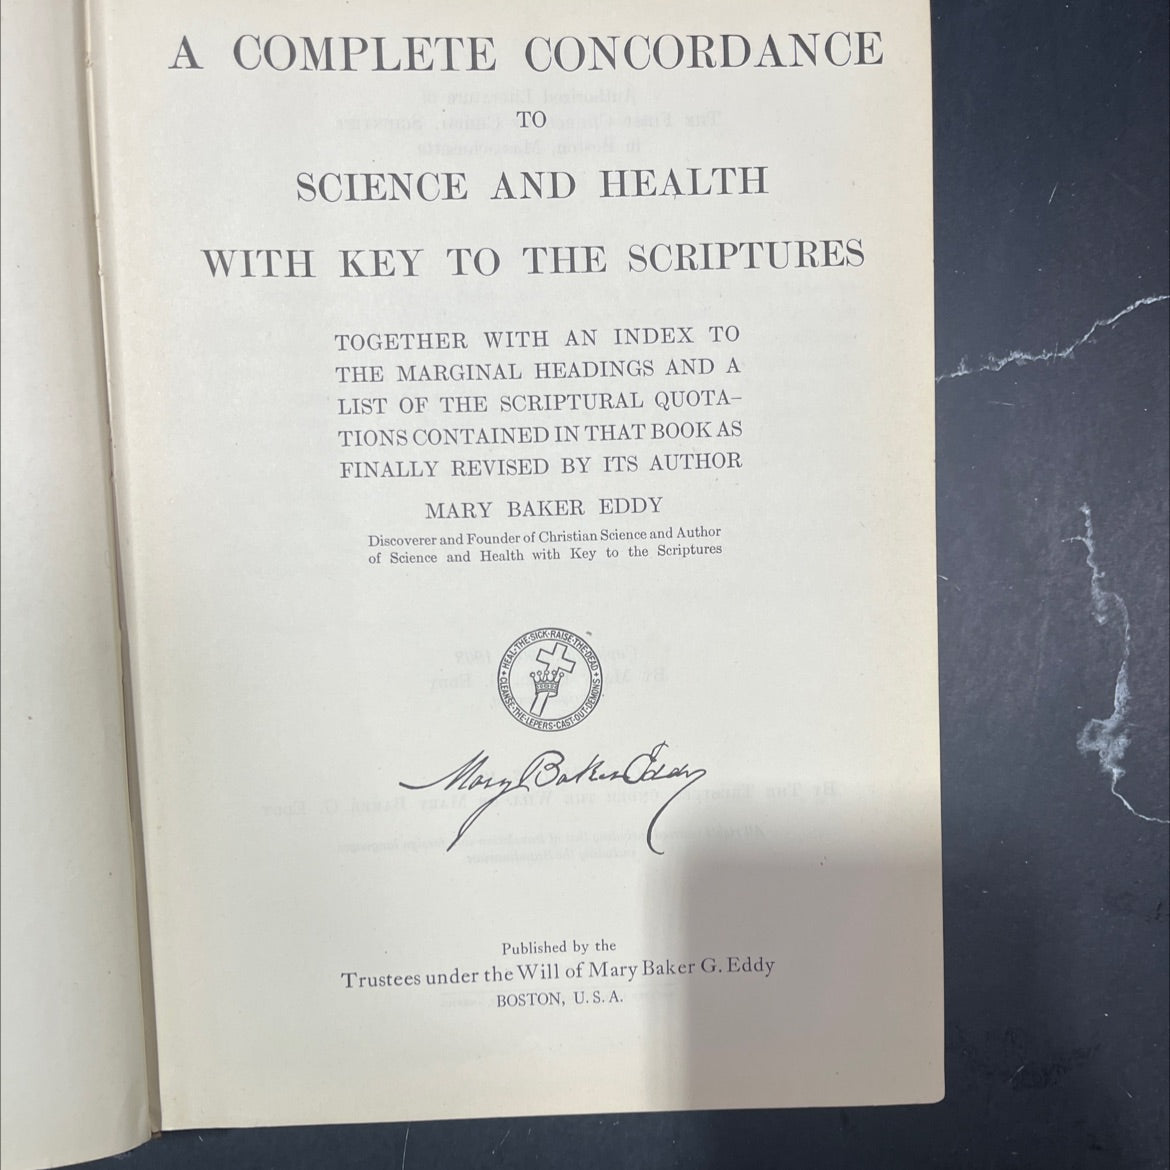 A COMPLETE CONCORDANCE
TO
SCIENCE AND HEALTH
WITH KEY TO THE SCRIPTURES
TOGETHER WITH AN INDEX TO
THE MARGINAL HEADINGS AND A
LIST OF THE SCRIPTURAL QUOTA-
TIONS CONTAINED IN THAT BOOK AS
FINALLY REVISED BY ITS AUTHOR
MARY BAKER EDDY
Discoverer and Founder of Christian Science and Author
of Science and Health with Key to the Scriptures
HEAL·THE·SICK·RAISE·THE·DEAD
CLEANSE·THE·LEPERS·CAST·OUT·DEMONS
Mary Baker Eddy
Published by the
Trustees under the Will of Mary Baker G. Eddy
BOSTON, U. S. A.